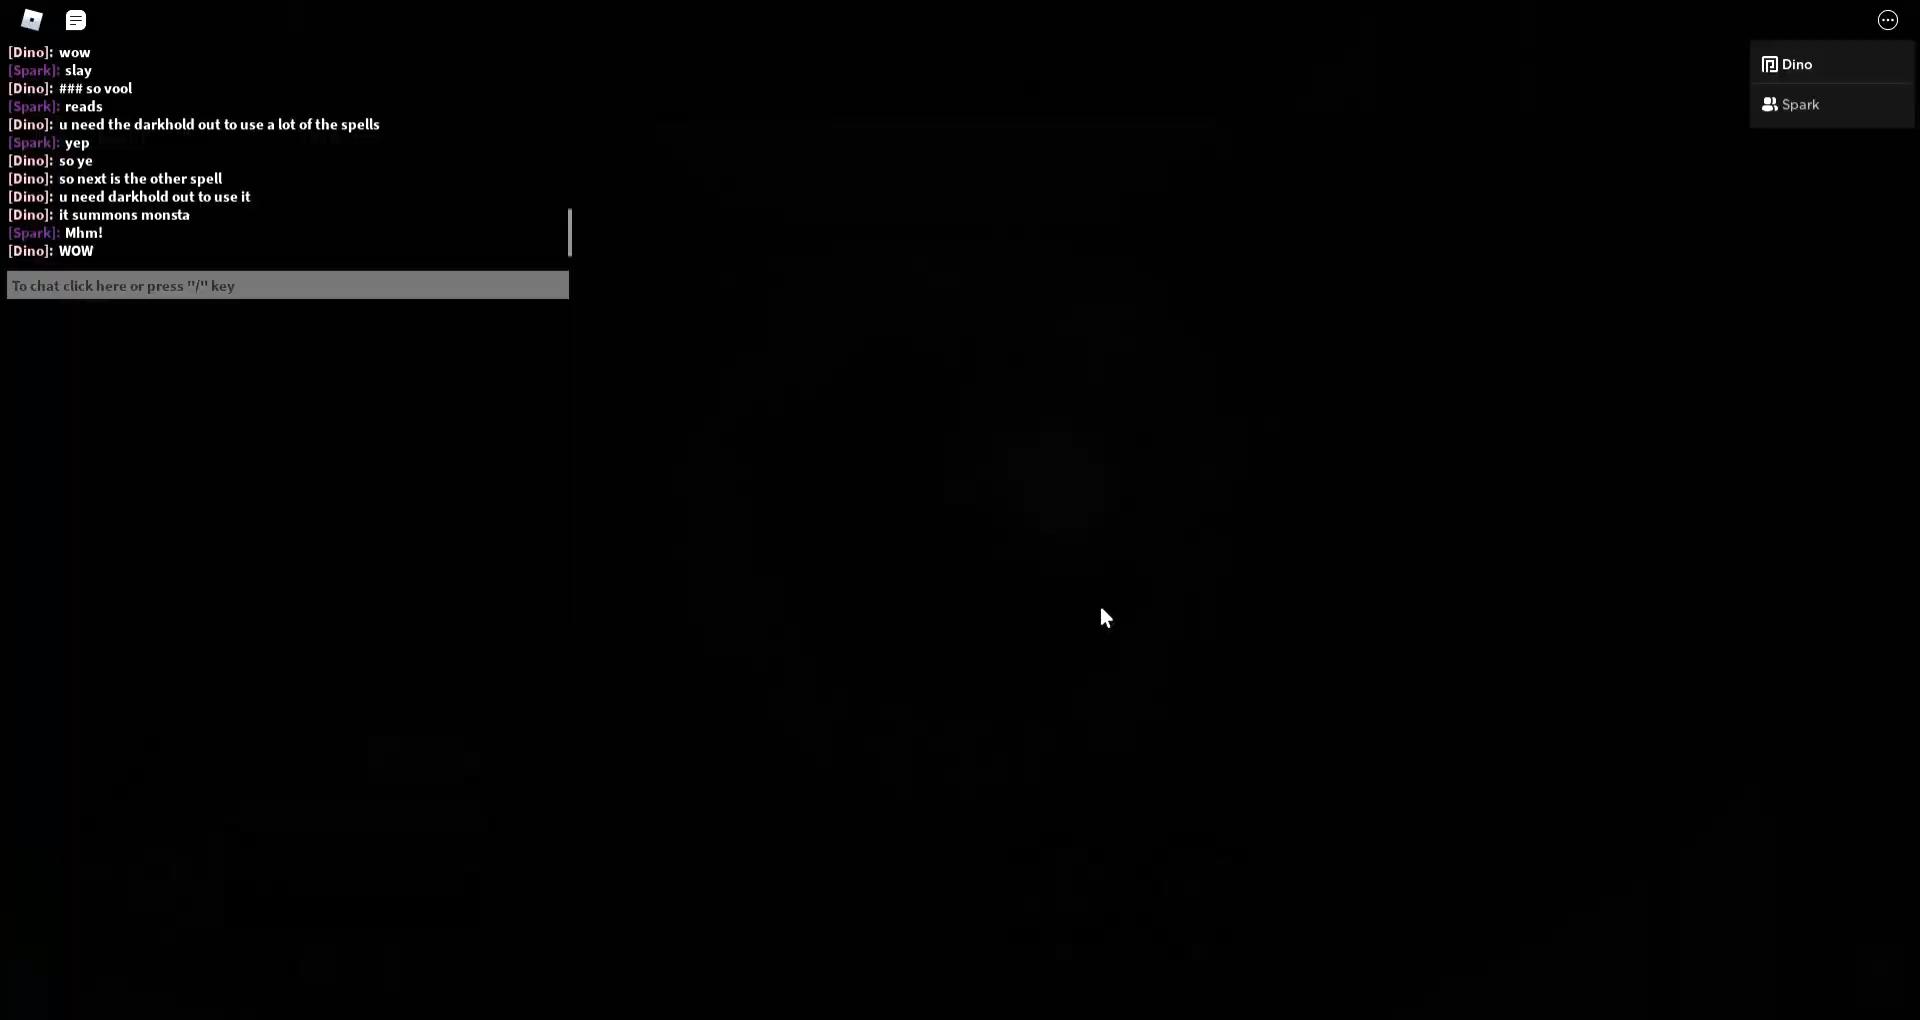 [Dino]: wow
[Spark]: slay
[Dino]: ### so vool
[Spark]: reads
[Dino]: u need the darkhold out to use a lot of the spells
[Spark]: yep
[Dino]: so ye
[Dino]: so next is the other spell
[Dino]: u need darkhold out to use it
[Dino]: it summons monsta
[Spark]: Mhm!
[Dino]: WOW
To chat click here or press "/" key
Dino
Spark